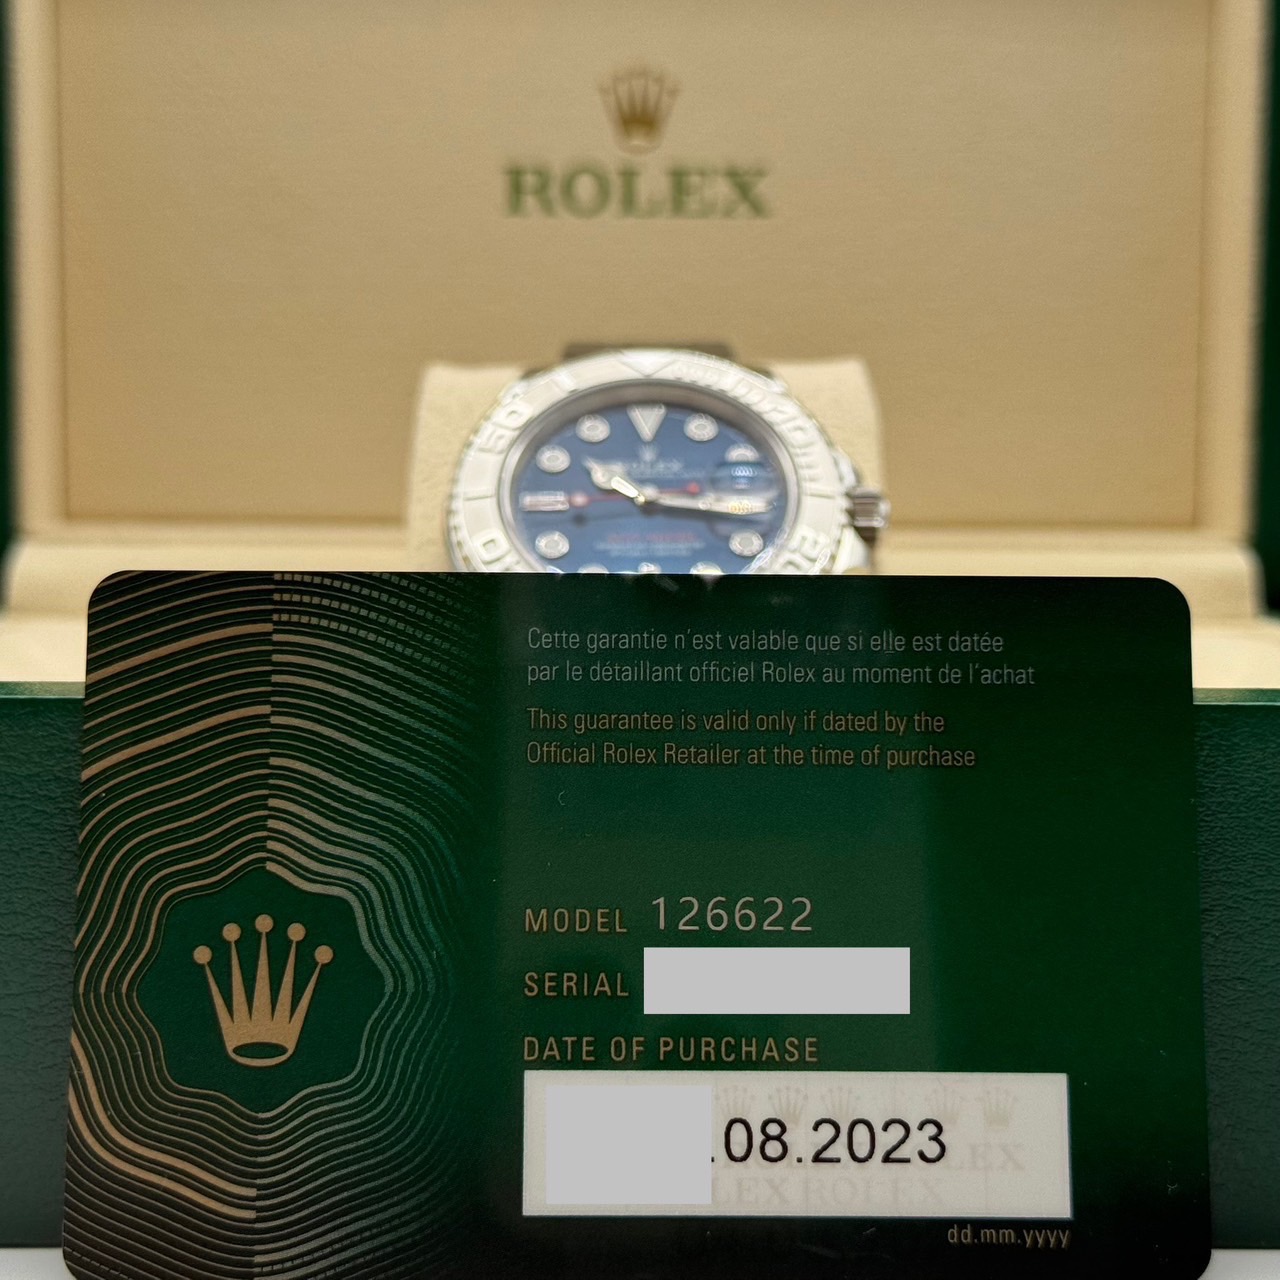 ROLEX
Cette garantie n'est valable que si elle est datée
par le détaillant officiel Rolex au moment de l'achat
This guarantee is valid only if dated by the
Official Rolex Retailer at the time of purchase
MODEL 126622
SERIAL
DATE OF PURCHASE
.08.2023
dd.mm.yyyy